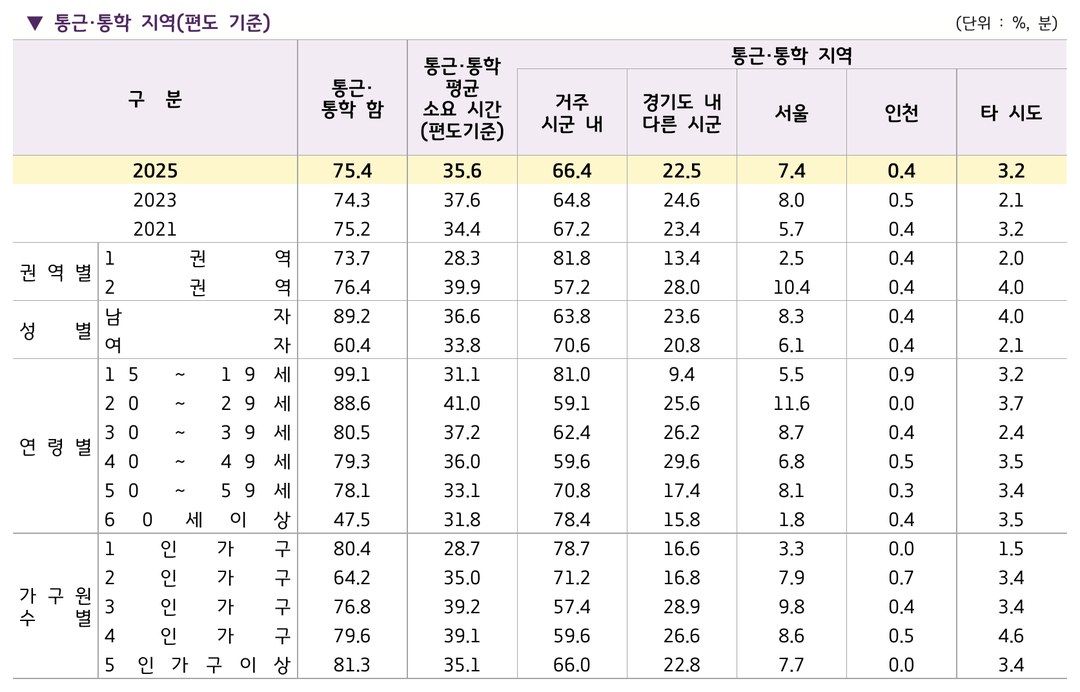 ▼ 통근·통학 지역(편도 기준) (단위 : %, 분)
구 분 통근·통학 함 통근·통학 평균 소요 시간 (편도기준) 통근·통학 지역
거주 시군 내 경기도 내 다른 시군 서울 인천 타 시도
2025 75.4 35.6 66.4 22.5 7.4 0.4 3.2
2023 74.3 37.6 64.8 24.6 8.0 0.5 2.1
2021 75.2 34.4 67.2 23.4 5.7 0.4 3.2
권역별 1 권 역 73.7 28.3 81.8 13.4 2.5 0.4 2.0
2 권 역 76.4 39.9 57.2 28.0 10.4 0.4 4.0
성 별 남 자 89.2 36.6 63.8 23.6 8.3 0.4 4.0
여 자 60.4 33.8 70.6 20.8 6.1 0.4 2.1
연령별 15 ~ 19세 99.1 31.1 81.0 9.4 5.5 0.9 3.2
20 ~ 29세 88.6 41.0 59.1 25.6 11.6 0.0 3.7
30 ~ 39세 80.5 37.2 62.4 26.2 8.7 0.4 2.4
40 ~ 49세 79.3 36.0 59.6 29.6 6.8 0.5 3.5
50 ~ 59세 78.1 33.1 70.8 17.4 8.1 0.3 3.4
60세이상 47.5 31.8 78.4 15.8 1.8 0.4 3.5
가구원수 별 1 인 가 구 80.4 28.7 78.7 16.6 3.3 0.0 1.5
2 인 가 구 64.2 35.0 71.2 16.8 7.9 0.7 3.4
3 인 가 구 76.8 39.2 57.4 28.9 9.8 0.4 3.4
4 인 가 구 79.6 39.1 59.6 26.6 8.6 0.5 4.6
5 인 가 구 이 상 81.3 35.1 66.0 22.8 7.7 0.0 3.4